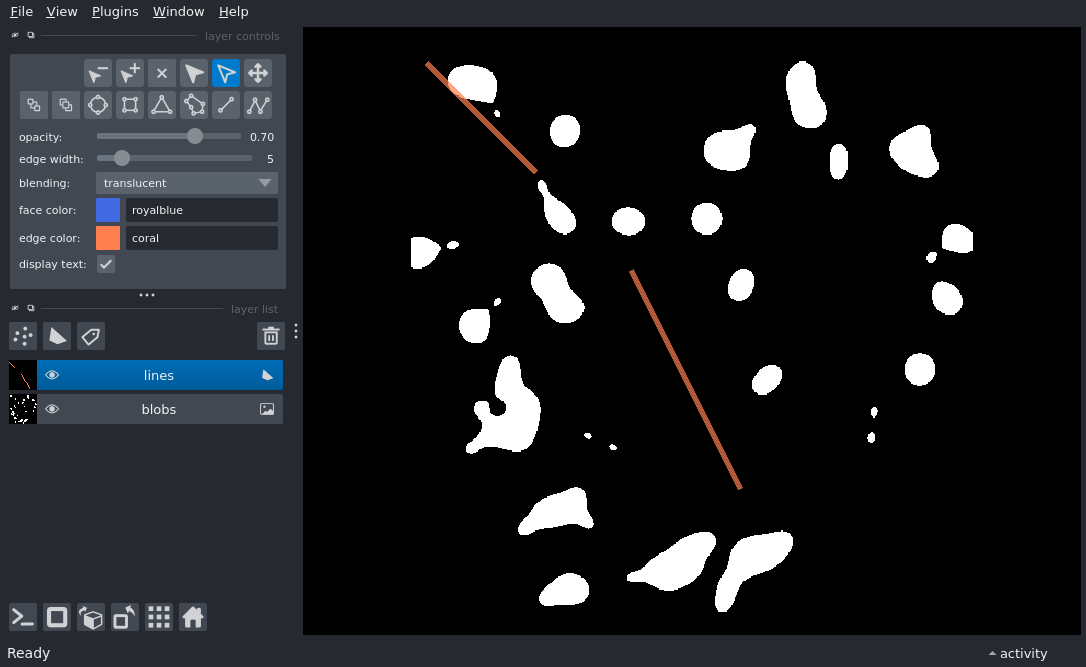 File View Plugins Window Help
layer controls
opacity: 0.70
edge width: 5
blending: translucent
face color: royalblue
edge color: coral
display text:
layer list
lines
blobs
Ready activity